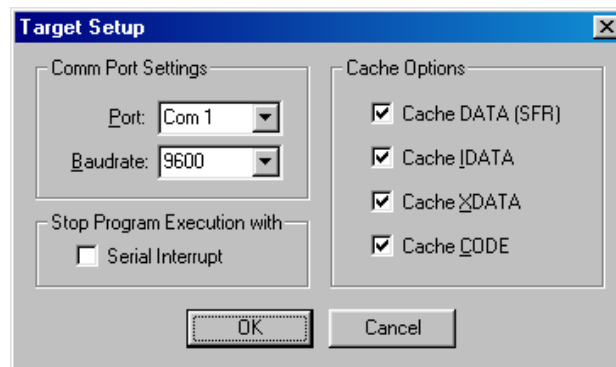 Target Setup
Comm Port Settings
Port: Com 1
Baudrate: 9600
Stop Program Execution with
Serial Interrupt
Cache Options
Cache DATA (SFR)
Cache IDATA
Cache XDATA
Cache CODE
OK
Cancel